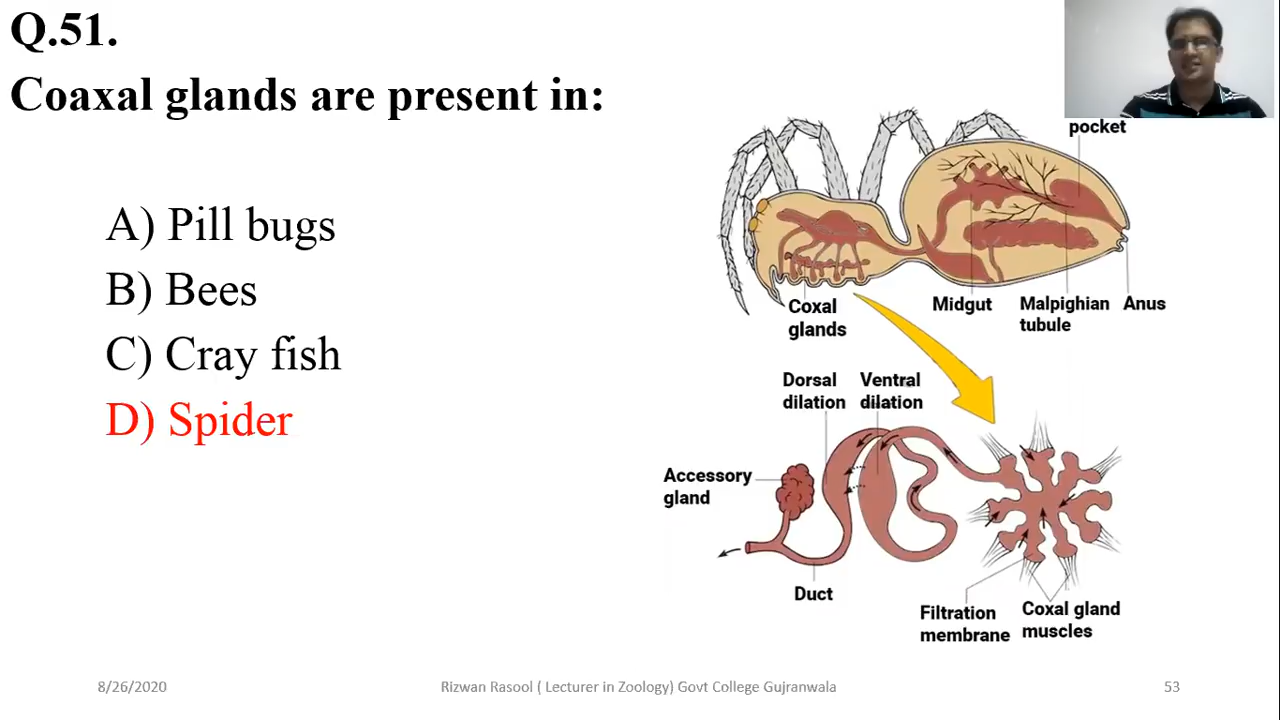 Q.51.
Coaxal glands are present in:
A) Pill bugs
B) Bees
C) Cray fish
D) Spider
pocket
Coxal
glands
Midgut
Malpighian
tubule
Anus
Dorsal
dilation
Ventral
dilation
Accessory
gland
Duct
Filtration
membrane
Coxal gland
muscles
8/26/2020
Rizwan Rasool ( Lecturer in Zoology) Govt College Gujranwala
53